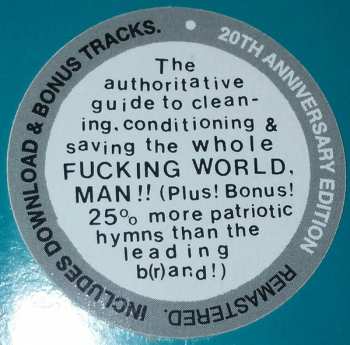 20TH ANNIVERSARY EDITION
REMASTERED. INCLUDES DOWNLOAD & BONUS TRACKS.
The
authoritative
guide to clean-
ing, conditioning &
saving the whole
FUCKING WORLD,
MAN!! (Plus! Bonus!
25% more patriotic
hymns than the
leading
b(r)and!)